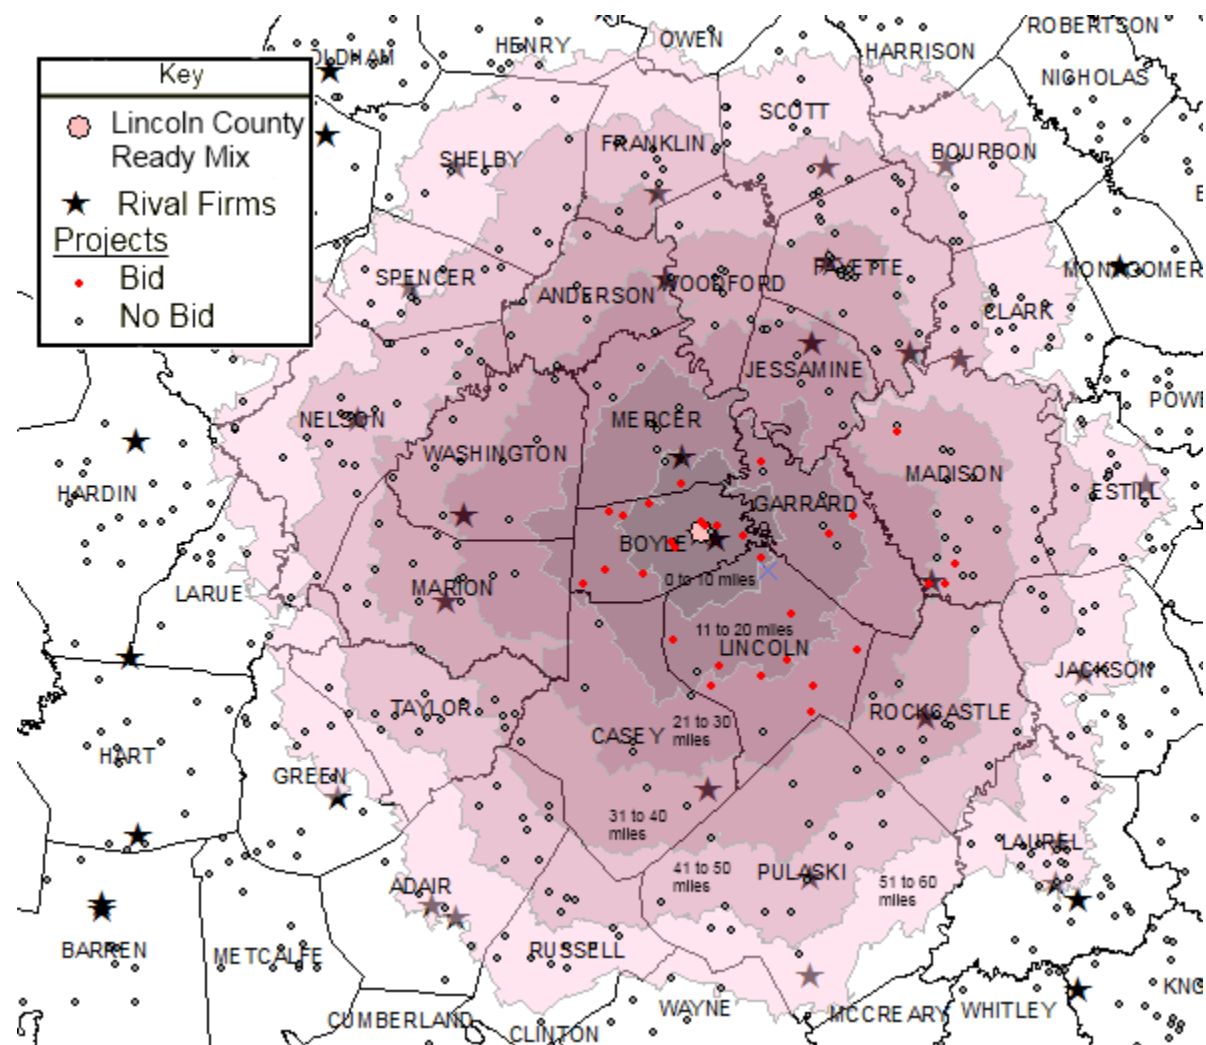 ROBERTSON
OWEN
HENRY
HARRISON
OLDHAM
Key
NICHOLAS
SCOTT
Lincoln County
Ready Mix
FRANKLIN
SHELBY
BOURBON
Rival Firms
Projects
Bid
No Bid
SPENCER
ANDERSON
WOODFORD
FAYETTE
MONTGOMER
CLARK
JESSAMINE
POWE
NELSON
MERCER
WASHINGTON
MADISON
HARDIN
ESTILL
GARRARD
BOYLE
0 to 10 miles
LARUE
MARION
11 to 20 miles
LINCOLN
JACKSON
TAYLOR
ROCKCASTLE
21 to 30
miles
CASEY
HART
GREEN
31 to 40
miles
LAUREL
41 to 50
miles
PULASKI
51 to 60
miles
ADAIR
BARREN
METCALFE
RUSSELL
KNO
WAYNE
WHITLEY
MCCREARY
CUMBERLAND
CLINTON